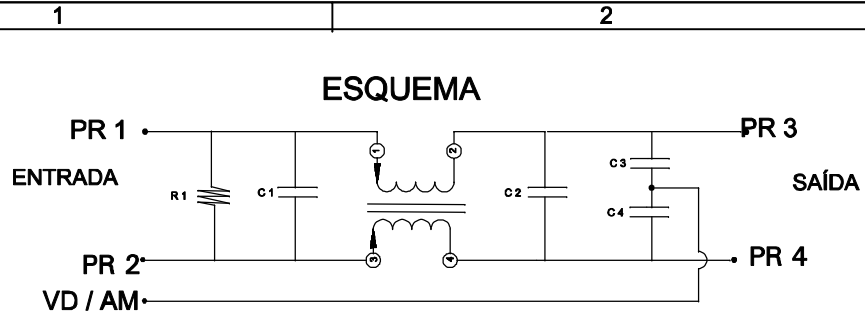 1 2
ESQUEMA
PR 1
PR 3
1 2
ENTRADA
R1 C1 C2 C3
SAÍDA
C4
3 4
PR 2
PR 4
VD / AM